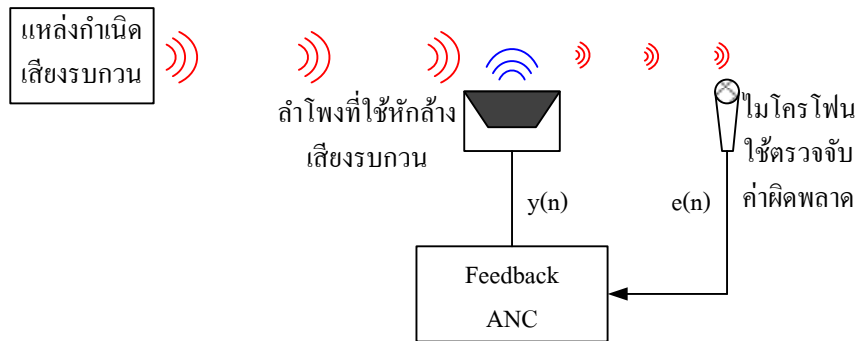 แหล่งกำเนิด
เสียงรบกวน
ลำโพงที่ใช้หักล้าง
เสียงรบกวน
ไมโครโฟน
ใช้ตรวจจับ
ค่าผิดพลาด
y(n)
e(n)
Feedback
ANC